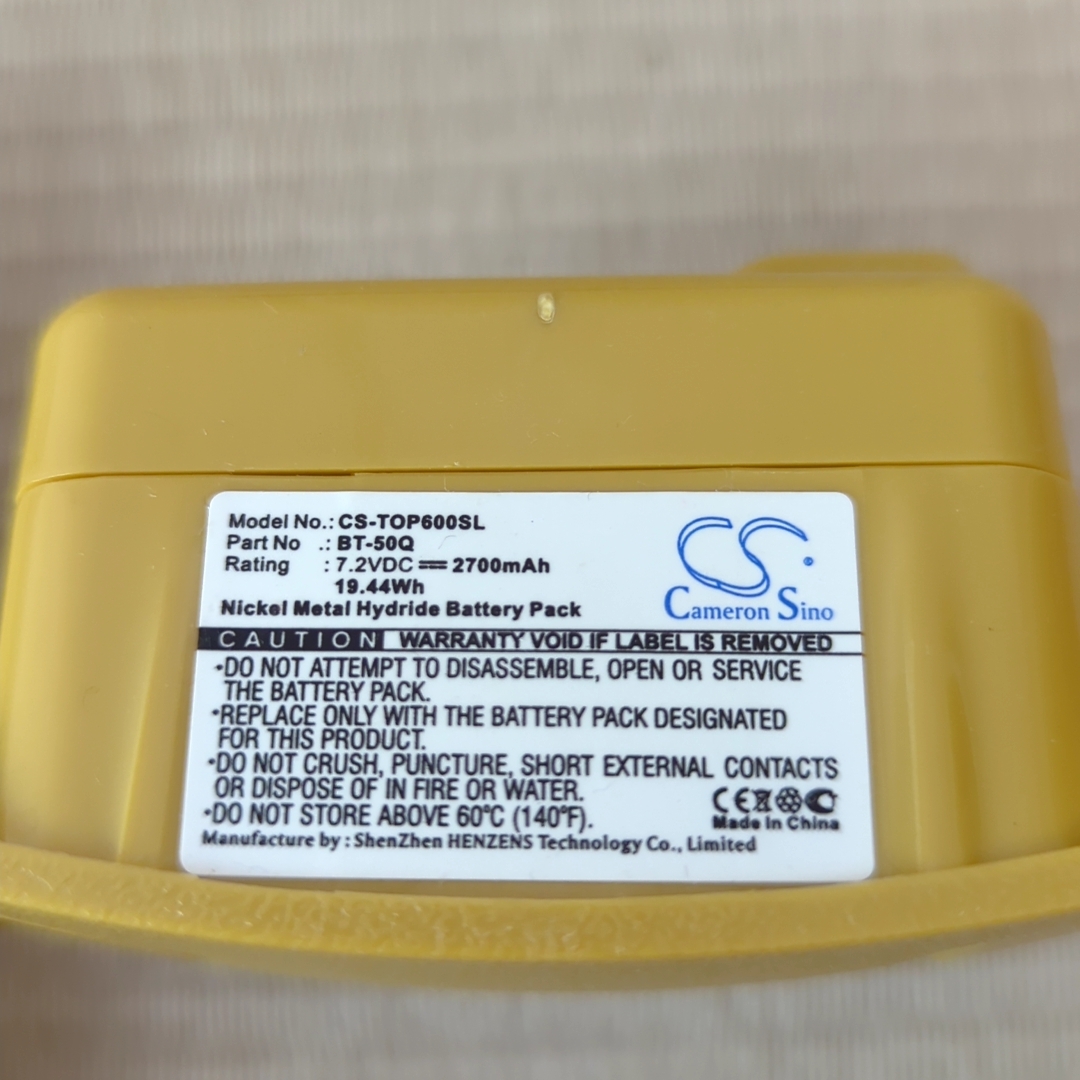 Model No.: CS-TOP600SL
Part No .: BT-50Q
Rating : 7.2VDC 2700mAh
19.44Wh
Nickel Metal Hydride Battery Pack
CS ®
Cameron Sino
CAUTION WARRANTY VOID IF LABEL IS REMOVED
•DO NOT ATTEMPT TO DISASSEMBLE, OPEN OR SERVICE
THE BATTERY PACK.
•REPLACE ONLY WITH THE BATTERY PACK DESIGNATED
FOR THIS PRODUCT.
•DO NOT CRUSH, PUNCTURE, SHORT EXTERNAL CONTACTS
OR DISPOSE OF IN FIRE OR WATER.
•DO NOT STORE ABOVE 60°C (140°F).
CE
Made In China
Manufacture by : ShenZhen HENZENS Technology Co., Limited